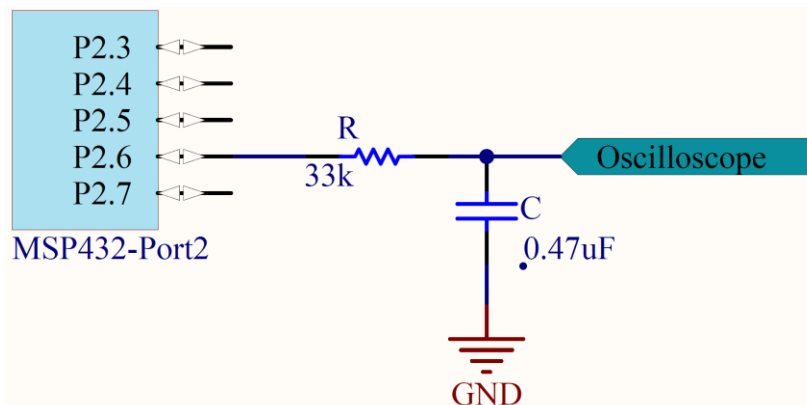 P2.3
P2.4
P2.5
P2.6
P2.7
MSP432-Port2
R
33k
Oscilloscope
C
0.47uF
GND